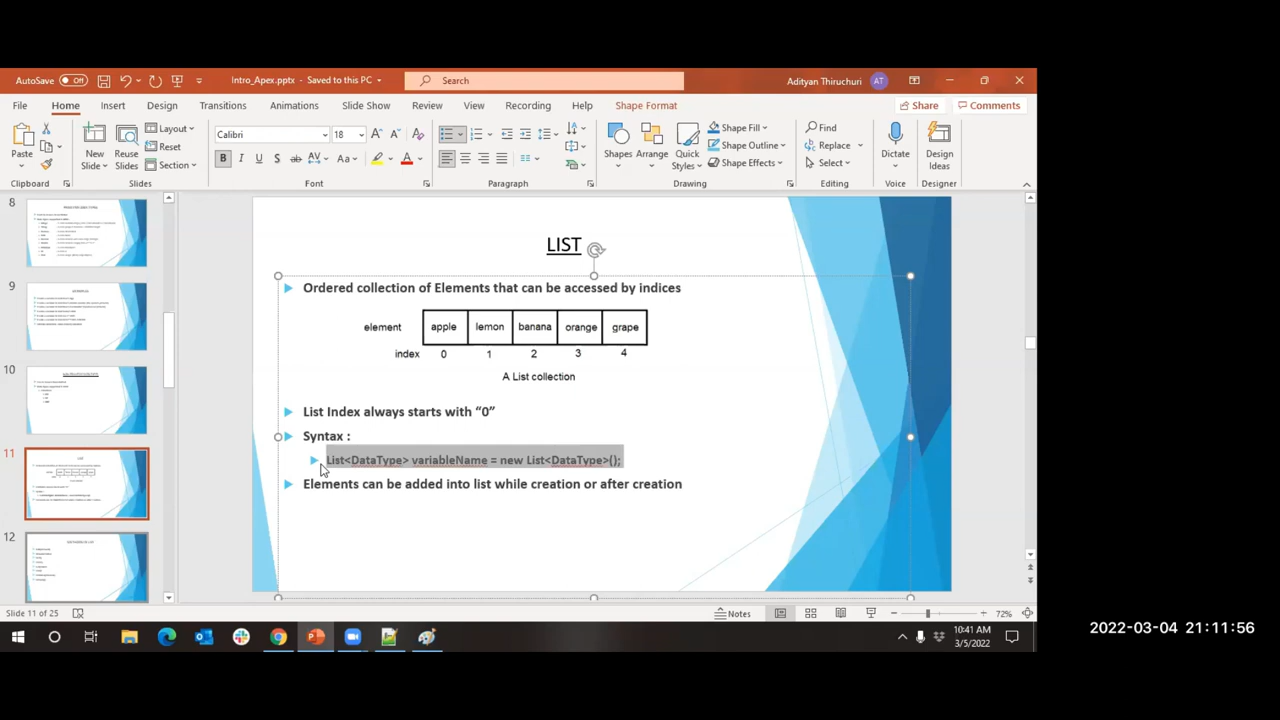 AutoSave Off Intro_Apex.pptx - Saved to this PC Search Adityan Thiruchuri AT
File Home Insert Design Transitions Animations Slide Show Review View Recording Help Shape Format Share Comments
Paste New Slide Reuse Slides Layout Reset Section Calibri 18 Shapes Arrange Quick Styles Shape Fill Shape Outline Shape Effects Find Replace Select Dictate Design Ideas
Clipboard Slides Font Paragraph Drawing Editing Voice Designer
8
9
10
11
12
LIST
Ordered collection of Elements that can be accessed by indices
element apple lemon banana orange grape
index 0 1 2 3 4
A List collection
List Index always starts with “0”
Syntax :
List<DataType> variableName = new List<DataType>();
Elements can be added into list while creation or after creation
Slide 11 of 25 Notes 72%
10:41 AM
3/5/2022
2022-03-04 21:11:56